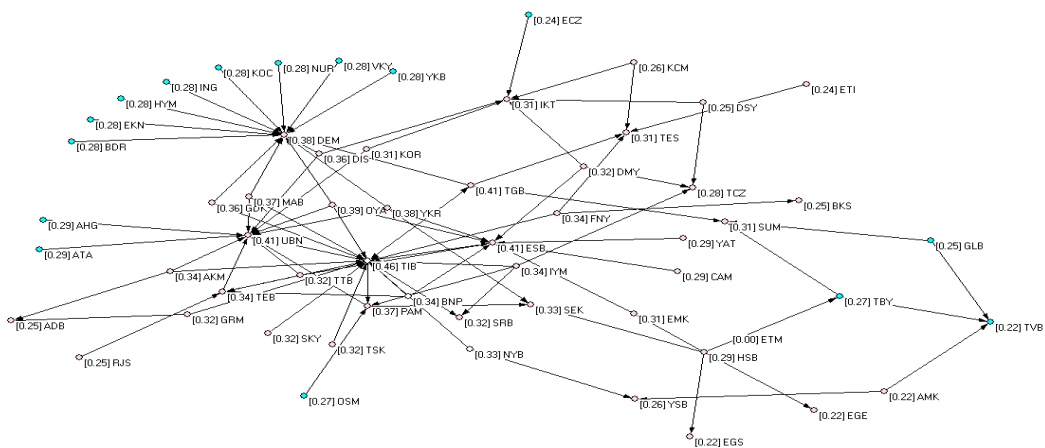 [0.24] ECZ
[0.28] KOC
[0.28] NUR
[0.28] VKY
[0.28] YKB
[0.26] KCM
[0.28] ING
[0.24] ETI
[0.28] HYM
[0.31] IKT
[0.25] DSY
[0.28] EKN
[0.38] DEM
[0.31] TES
[0.28] BDR
[0.31] KOR
[0.36] DIS
[0.32] DMY
[0.41] TGB
[0.28] TCZ
[0.37] MAB
[0.36] GDK
[0.39] OYA
[0.38] YKR
[0.34] FNY
[0.25] BKS
[0.29] AHG
[0.31] SUM
[0.41] UBN
[0.41] ESB
[0.29] YAT
[0.25] GLB
[0.29] ATA
[0.46] TIB
[0.34] AKM
[0.32] TTB
[0.34] IYM
[0.29] CAM
[0.34] TEB
[0.34] BNP
[0.27] TBY
[0.37] PAM
[0.33] SEK
[0.25] ADB
[0.32] GRM
[0.32] SRB
[0.31] EMK
[0.22] TVB
[0.32] SKY
[0.00] ETM
[0.32] TSK
[0.33] NYB
[0.29] HSB
[0.25] RJS
[0.27] OSM
[0.26] YSB
[0.22] AMK
[0.22] EGE
[0.22] EGS